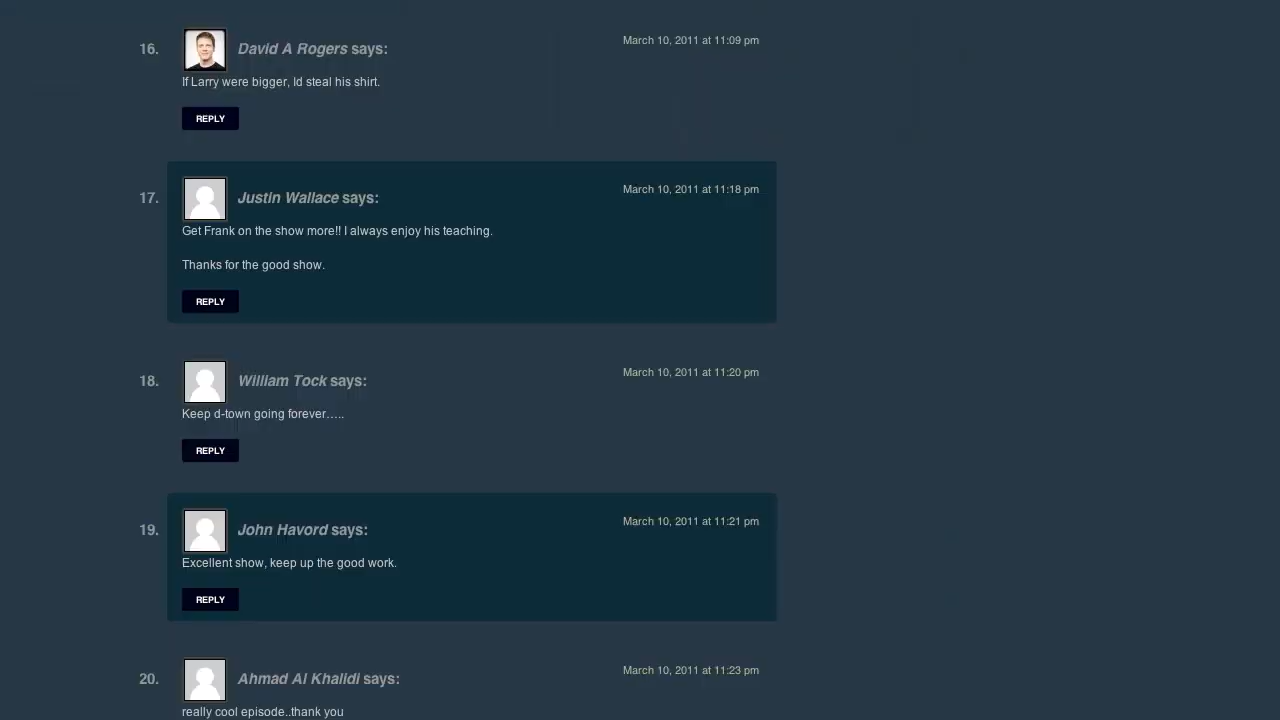 16. David A Rogers says: March 10, 2011 at 11:09 pm
If Larry were bigger, Id steal his shirt.
REPLY
17. Justin Wallace says: March 10, 2011 at 11:18 pm
Get Frank on the show more!! I always enjoy his teaching.
Thanks for the good show.
REPLY
18. William Tock says: March 10, 2011 at 11:20 pm
Keep d-town going forever.....
REPLY
19. John Havord says: March 10, 2011 at 11:21 pm
Excellent show, keep up the good work.
REPLY
20. Ahmad Al Khalidi says: March 10, 2011 at 11:23 pm
really cool episode..thank you